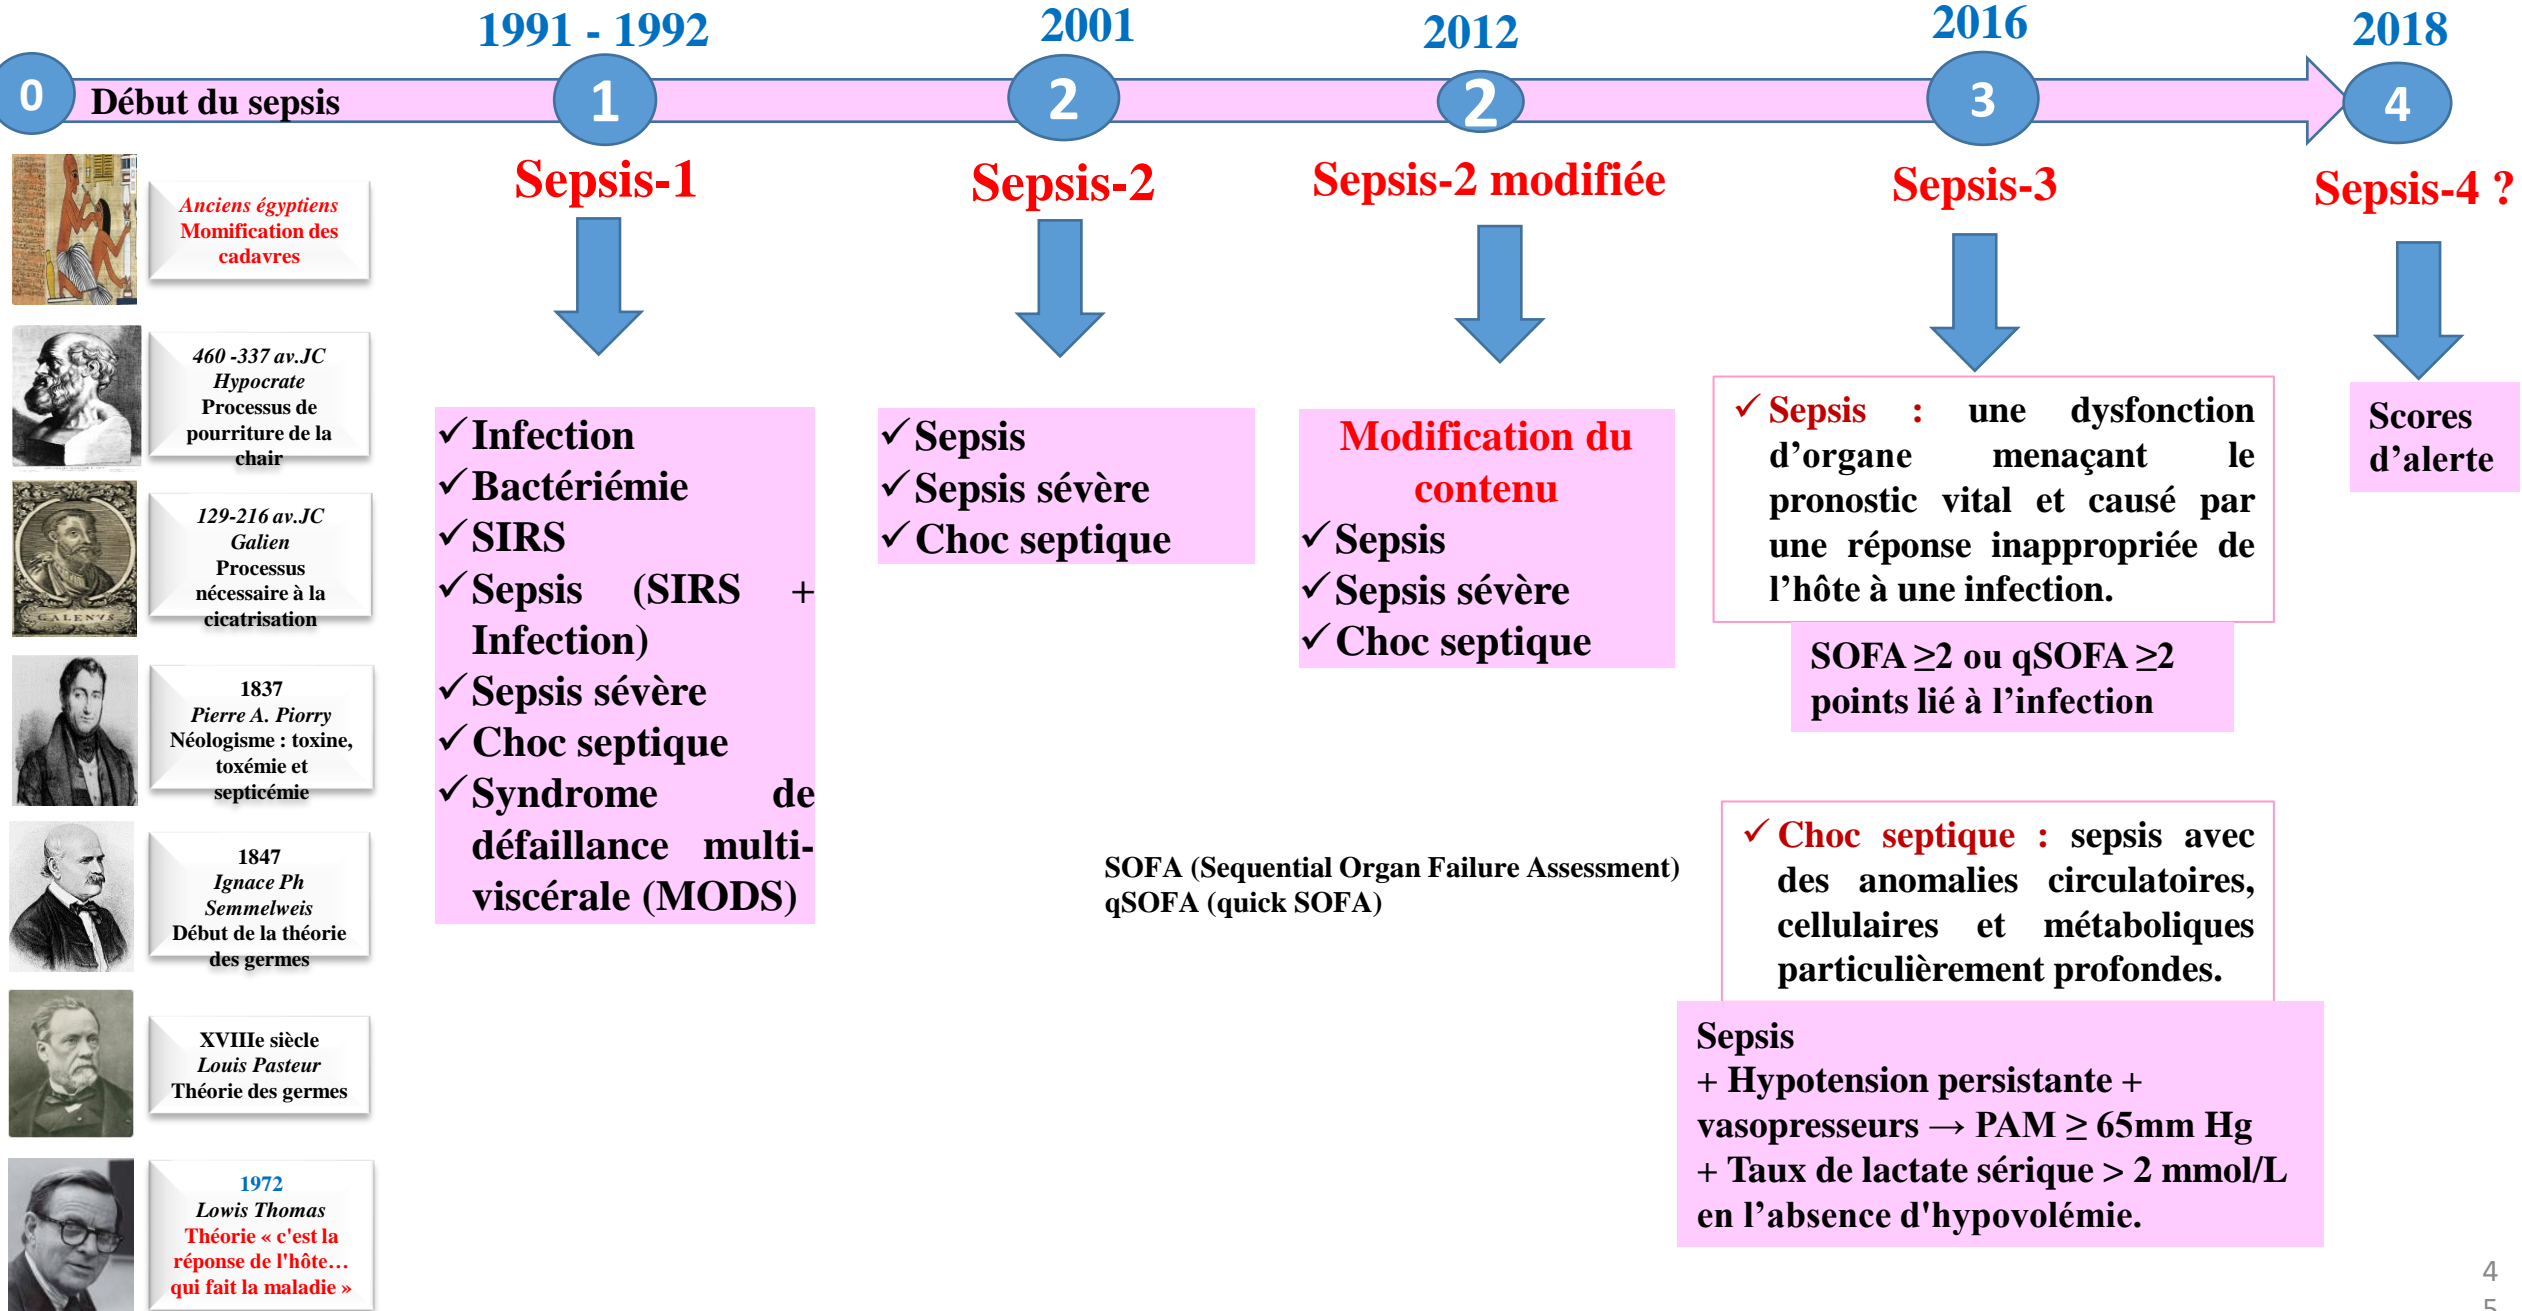 1991 - 1992
2001
2012
2016
2018
0
Début du sepsis
1
2
2
3
4
Sepsis-1
Sepsis-2
Sepsis-2 modifiée
Sepsis-3
Sepsis-4 ?
Anciens égyptiens
Momification des
cadavres
460 -337 av.JC
Hypocrate
Processus de
pourriture de la
chair
129-216 av.JC
Galien
Processus
nécessaire à la
cicatrisation
GALENVS
1837
Pierre A. Piorry
Néologisme : toxine,
toxémie et
septicémie
1847
Ignace Ph
Semmelweis
Début de la théorie
des germes
XVIIIe siècle
Louis Pasteur
Théorie des germes
1972
Lowis Thomas
Théorie « c'est la
réponse de l'hôte…
qui fait la maladie »
✓Infection
✓Bactériémie
✓SIRS
✓Sepsis (SIRS +
Infection)
✓Sepsis sévère
✓Choc septique
✓Syndrome de
défaillance multi-
viscérale (MODS)
✓Sepsis
✓Sepsis sévère
✓Choc septique
Modification du
contenu
✓Sepsis
✓Sepsis sévère
✓Choc septique
SOFA (Sequential Organ Failure Assessment)
qSOFA (quick SOFA)
✓Sepsis : une dysfonction
d’organe menaçant le
pronostic vital et causé par
une réponse inappropriée de
l’hôte à une infection.
SOFA ≥2 ou qSOFA ≥2
points lié à l’infection
✓Choc septique : sepsis avec
des anomalies circulatoires,
cellulaires et métaboliques
particulièrement profondes.
Sepsis
+ Hypotension persistante +
vasopresseurs → PAM ≥ 65mm Hg
+ Taux de lactate sérique > 2 mmol/L
en l’absence d'hypovolémie.
Scores
d’alerte
4
5